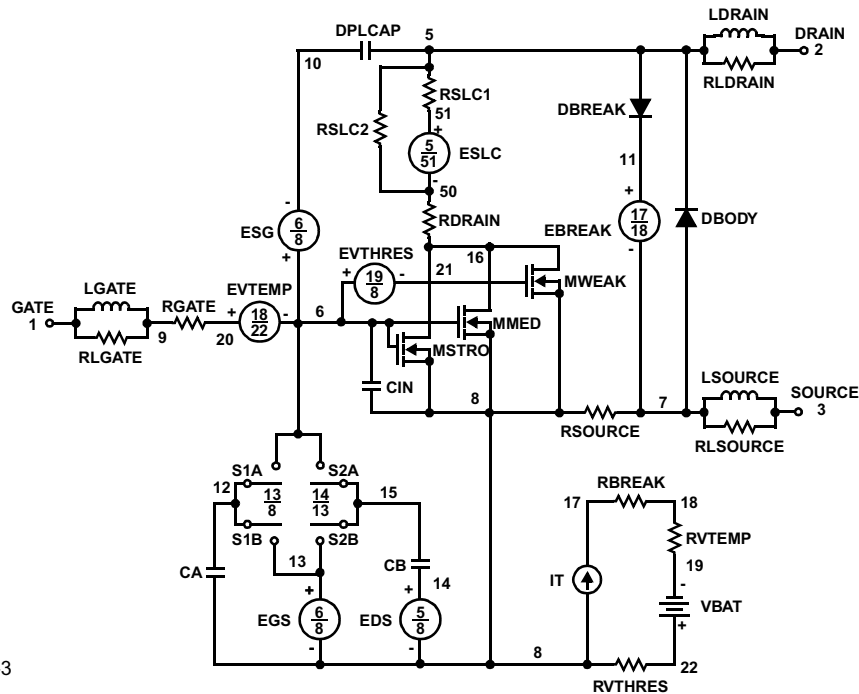 LDRAIN
DPLCAP 5 DRAIN
10 2
RSLC1 RLDRAIN
51 DBREAK
RSLC2 +
5
51 ESLC
- 11
50
- +
ESG 6
8 RDRAIN EBREAK 17
18 DBODY
+ EVTHRES 16 -
+ 19
8 - 21 MWEAK
LGATE EVTEMP
GATE RGATE + 18
22 - 6 MMED
1 9 20 MSTRO
RLGATE LSOURCE
CIN 8 7 SOURCE
3
RSOURCE RLSOURCE
S1A S2A
12 13
8 14
13 15 RBREAK
17 18
S1B S2B
13 RVTEMP
CA CB 19
+ + 14 IT -
VBAT
EGS 6
8 EDS 5
8 +
- - 8 22
RVTHRES
3